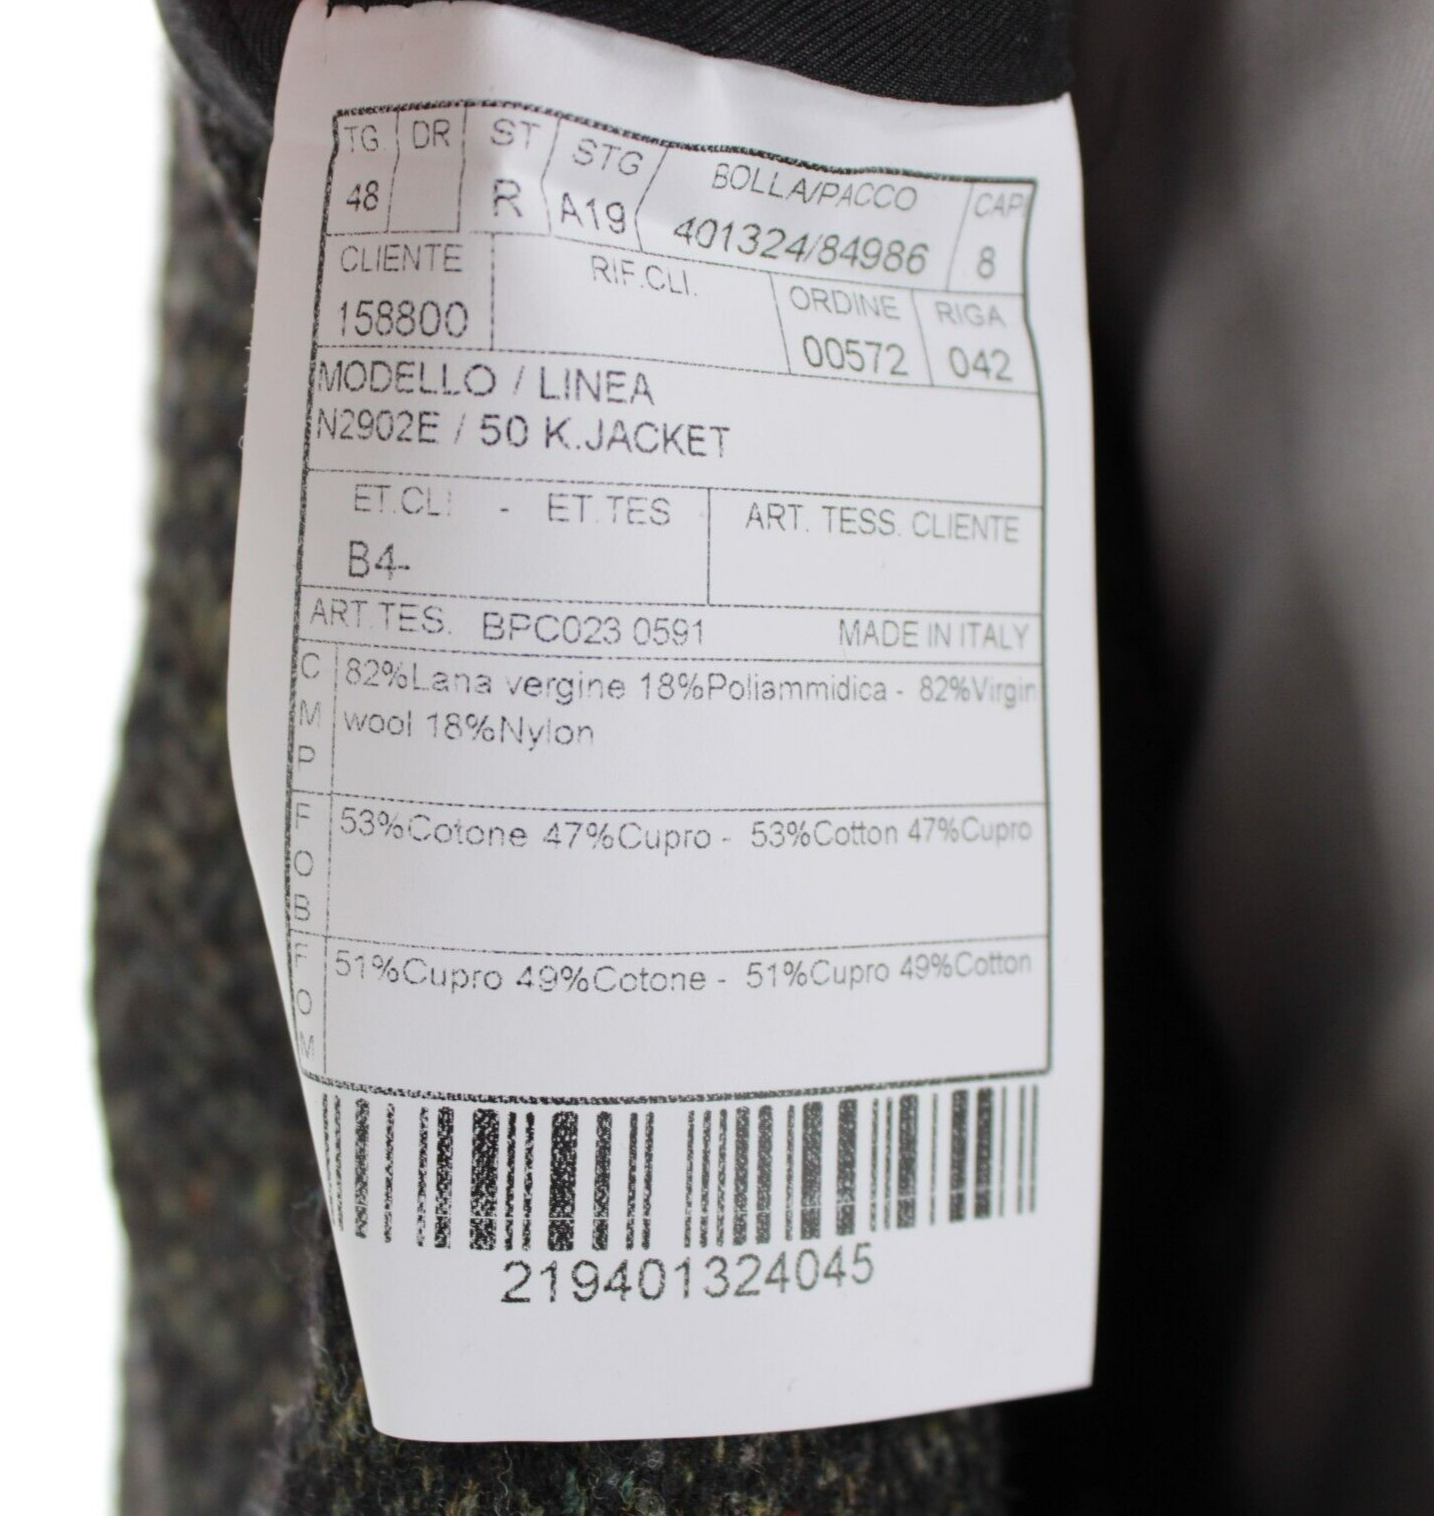 TG. DR ST STG BOLLA/PACCO CAPI
48 R A19 401324/84986 8
CLIENTE RIF.CLI. ORDINE RIGA
158800 00572 042
MODELLO / LINEA
N2902E / 50 K.JACKET
ET.CLI - ET.TES ART. TESS. CLIENTE
B4-
ART.TES. BPC023 0591 MADE IN ITALY
CMP 82%Lana vergine 18%Poliammidica - 82%Virgin
wool 18%Nylon
FOB 53%Cotone 47%Cupro - 53%Cotton 47%Cupro
FOM 51%Cupro 49%Cotone - 51%Cupro 49%Cotton
219401324045